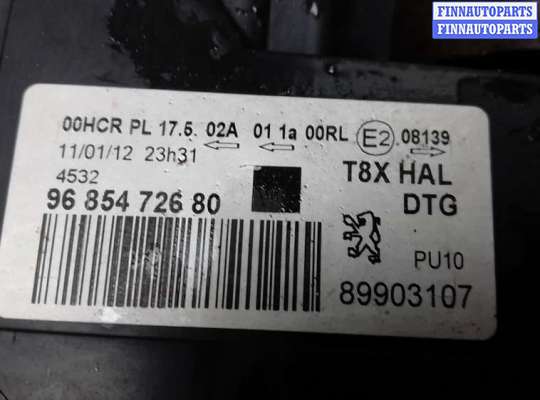 FINNAUTOPARTS
FINNAUTOPARTS
00HCR PL 17.5 02A 01 1a 00RL E2 08139
11/01/12 23h31
4532
96 854 726 80
T8X HAL
DTG
PU10
89903107